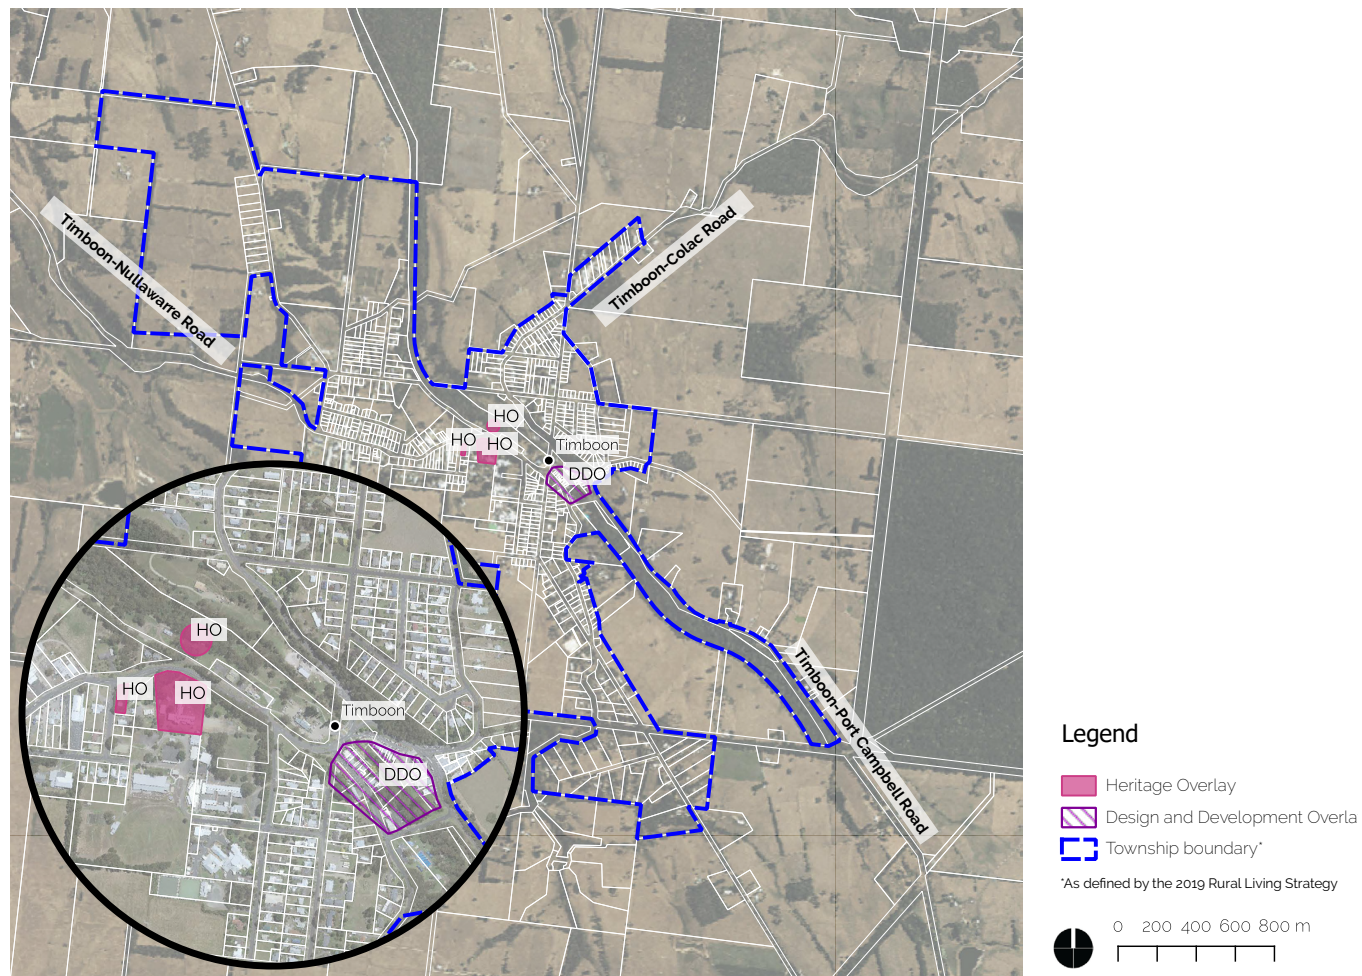 Timboon-Nullawarre Road
Timboon-Colac Road
HO
HO
HO
Timboon
DDO
HO
HO
HO
Timboon
DDO
Timboon-Port Campbell Road
Legend
Heritage Overlay
Design and Development Overla
Township boundary*
*As defined by the 2019 Rural Living Strategy
0 200 400 600 800 m